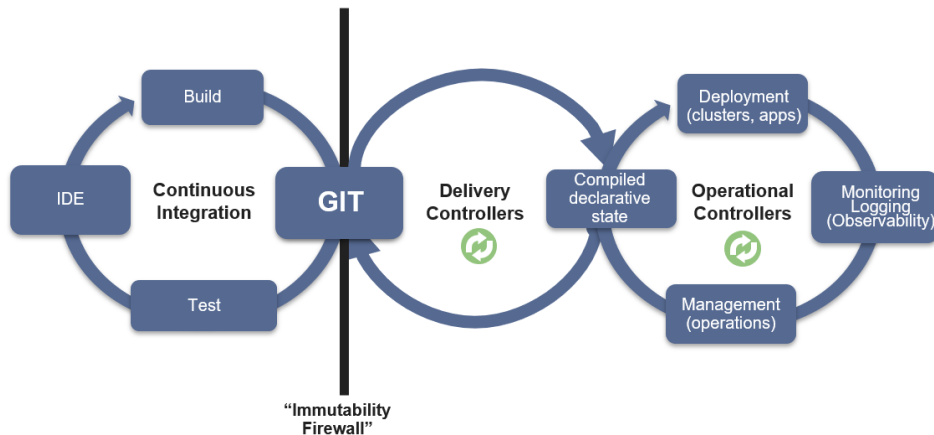 Build
IDE
Continuous
Integration
GIT
Test
"Immutability
Firewall"
Delivery
Controllers
Compiled
declarative
state
Deployment
(clusters, apps)
Operational
Controllers
Monitoring
Logging
(Observability)
Management
(operations)